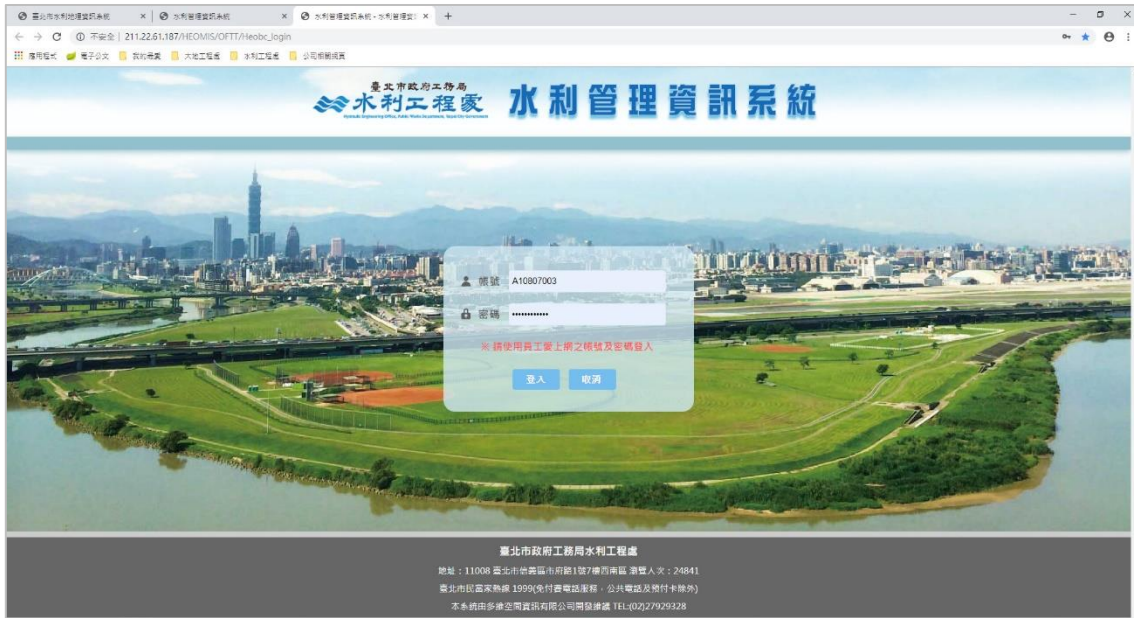 臺北市水利地理資訊系統
水利管理資訊系統
水利管理資訊系統 - 水利管理資
不安全 | 211.22.61.187/HEOMIS/OFTT/Heobc_login
應用程式 電子公文 我的最愛 大地工程處 水利工程處 公司相關網頁
臺北市政府工務局
水利工程處
水利管理資訊系統
帳號 A10807003
密碼 ••••••••••••
※ 請使用員工愛上網之帳號及密碼登入
登入 取消
臺北市政府工務局水利工程處
地址：11008 臺北市信義區市府路1號7樓西南區 瀏覽人次：24841
臺北市民當家熱線 1999(免付費電話服務，公共電話及預付卡除外)
本系統由多維空間資訊有限公司開發維護 TEL:(02)27929328